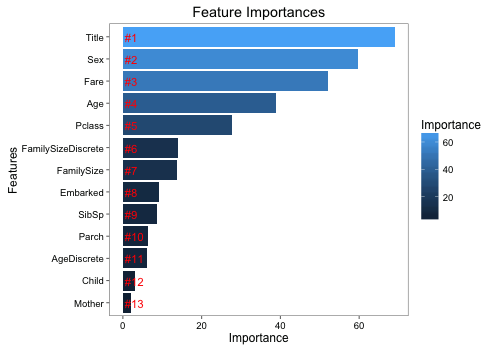 Feature Importances
Title #1
Sex #2
Fare #3
Age #4
Pclass #5
FamilySizeDiscrete #6
FamilySize #7
Embarked #8
SibSp #9
Parch #10
AgeDiscrete #11
Child #12
Mother #13
0 20 40 60
Importance
Features
Importance
60
40
20